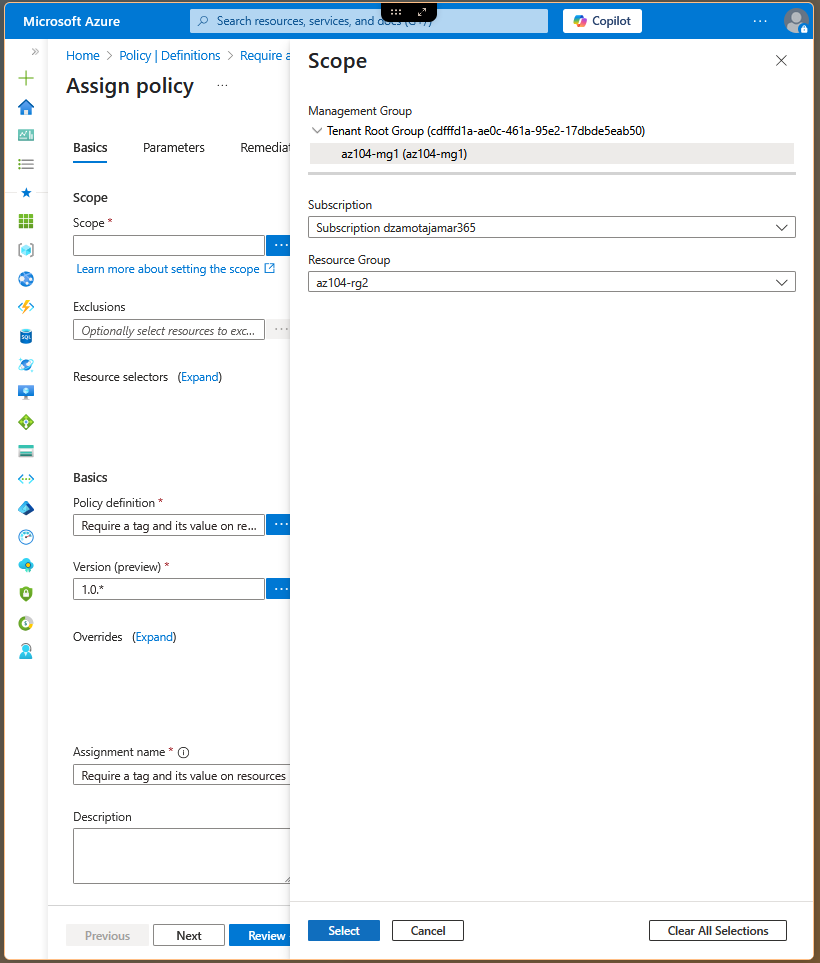 Microsoft Azure
Search resources, services, and docs (G+/)
Copilot
Home > Policy | Definitions > Require a
Assign policy
Basics
Parameters
Remediat
Scope
Scope *
Learn more about setting the scope
Exclusions
Optionally select resources to exc...
Resource selectors (Expand)
Basics
Policy definition *
Require a tag and its value on re...
Version (preview) *
1.0.*
Overrides (Expand)
Assignment name *
Require a tag and its value on resources
Description
Previous
Next
Review
Scope
Management Group
Tenant Root Group (cdfffd1a-ae0c-461a-95e2-17dbde5eab50)
az104-mg1 (az104-mg1)
Subscription
Subscription dzamotajamar365
Resource Group
az104-rg2
Select
Cancel
Clear All Selections